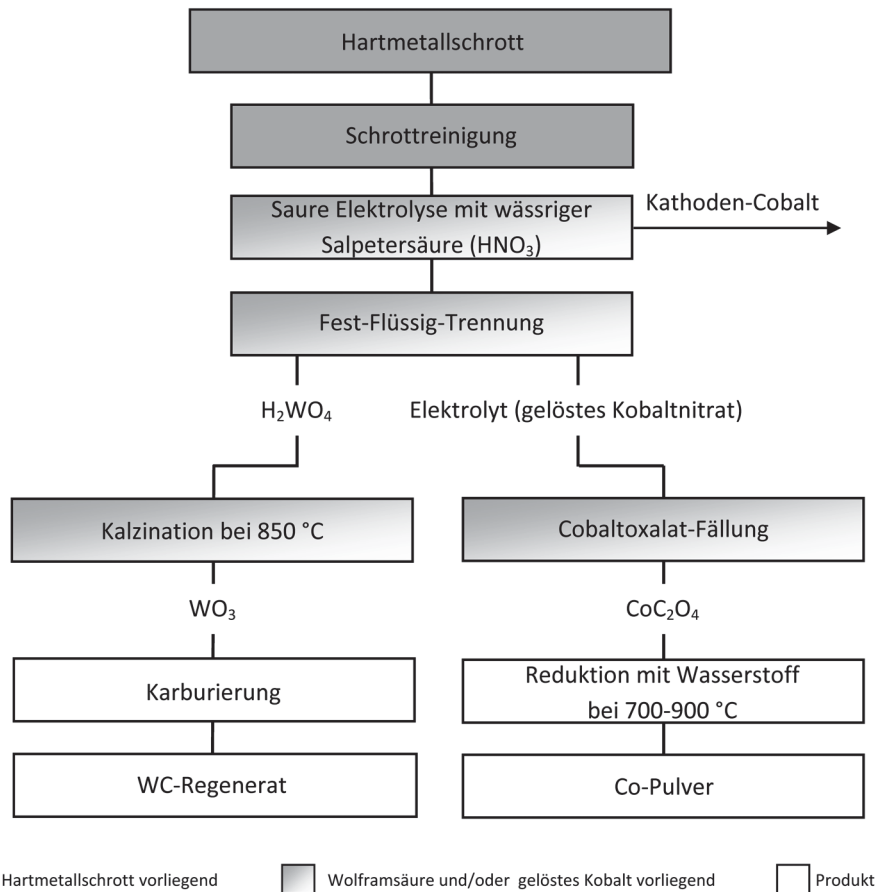 Hartmetallschrott
Schrottreinigung
Saure Elektrolyse mit wässriger
Salpetersäure (HNO₃)
Kathoden-Cobalt
Fest-Flüssig-Trennung
H₂WO₄
Elektrolyt (gelöstes Kobaltnitrat)
Kalzination bei 850 °C
Cobaltoxalat-Fällung
WO₃
CoC₂O₄
Karburierung
Reduktion mit Wasserstoff
bei 700-900 °C
WC-Regenerat
Co-Pulver
Hartmetallschrott vorliegend
Wolframsäure und/oder gelöstes Kobalt vorliegend
Produkt